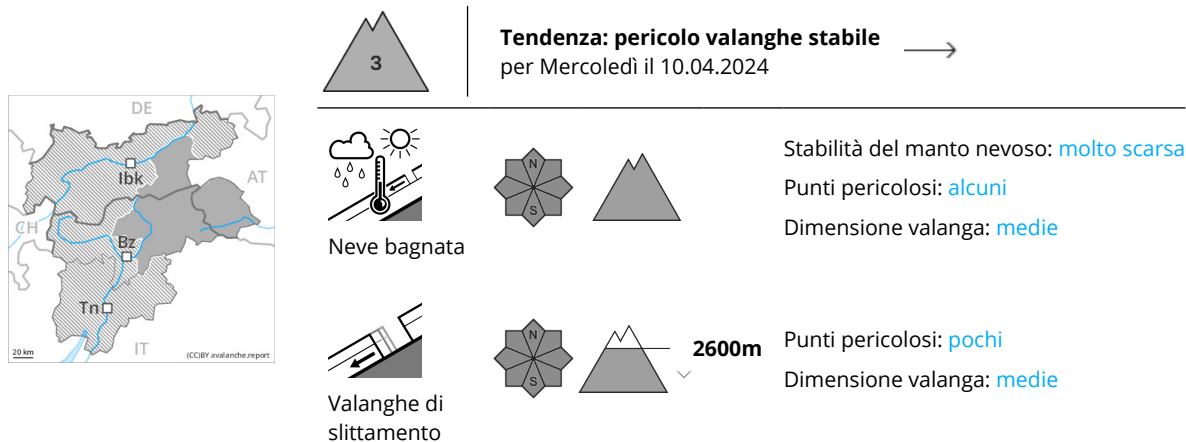 3
Tendenza: pericolo valanghe stabile
per Mercoledì il 10.04.2024
DE
Ibk
AT
CH
Bz
Tn
IT
20 km
(CC)BY avalanche.report
N
S
Neve bagnata
Stabilità del manto nevoso: molto scarsa
Punti pericolosi: alcuni
Dimensione valanga: medie
N
S
2600m
Valanghe di
slittamento
Punti pericolosi: pochi
Dimensione valanga: medie